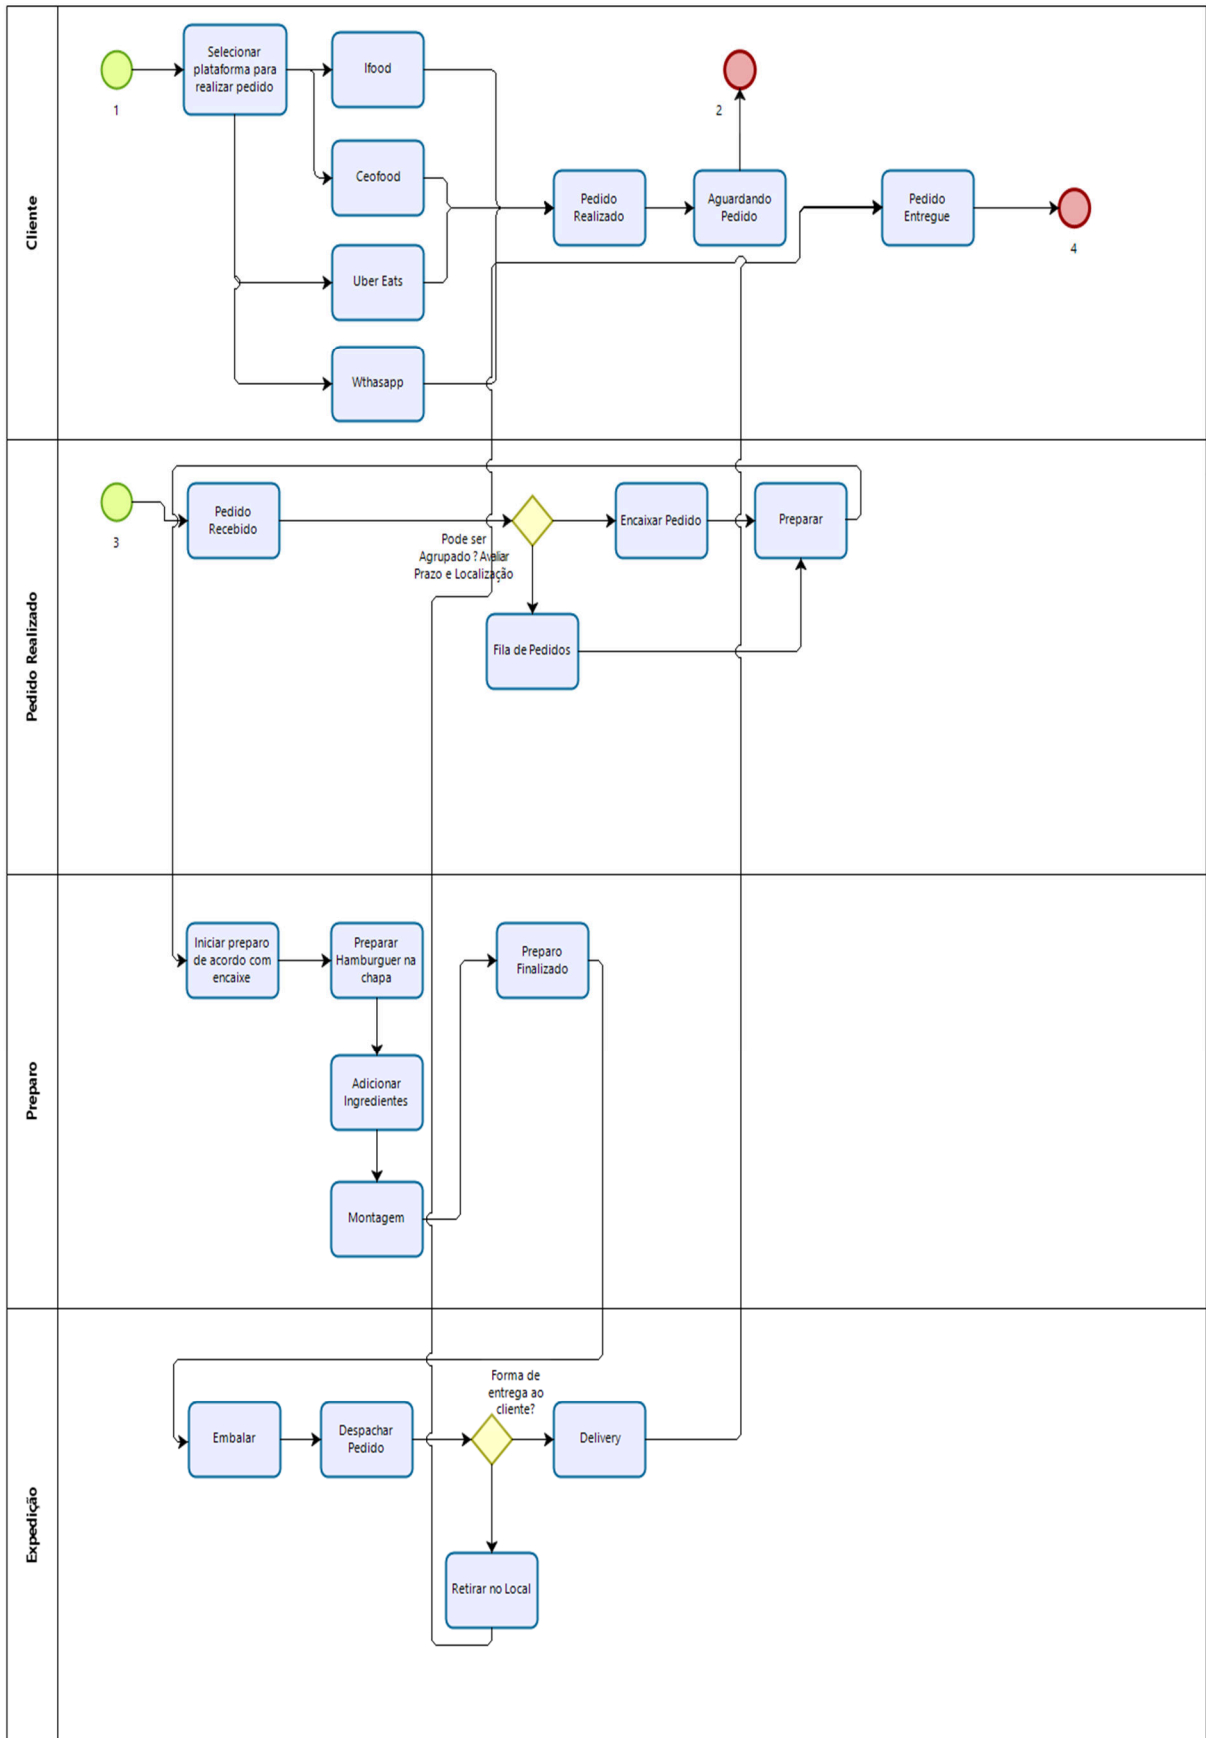 Cliente
1
Selecionar
plataforma para
realizar pedido
Ifood
Ceofood
Uber Eats
Wthasapp
Pedido
Realizado
Aguardando
Pedido
2
Pedido
Entregue
4
Pedido Realizado
3
Pedido
Recebido
Pode ser
Agrupado ? Avaliar
Prazo e Localização
Encaixar Pedido
Preparar
Fila de Pedidos
Preparo
Iniciar preparo
de acordo com
encaixe
Preparar
Hamburguer na
chapa
Adicionar
Ingredientes
Montagem
Preparo
Finalizado
Expedição
Embalar
Despachar
Pedido
Forma de
entrega ao
cliente?
Delivery
Retirar no Local